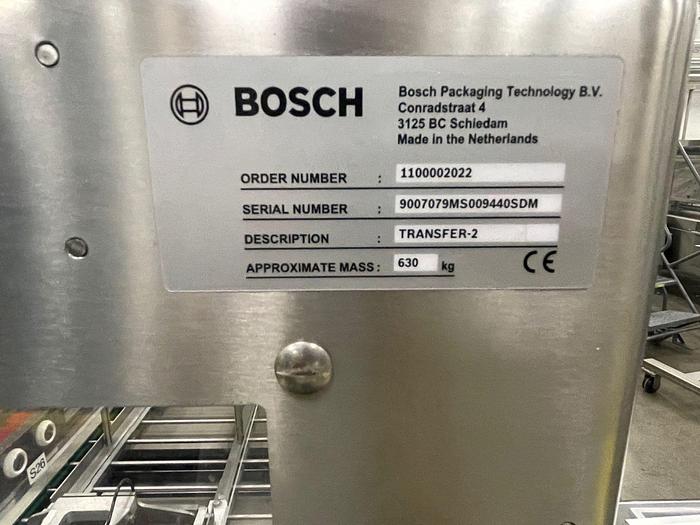 BOSCH
Bosch Packaging Technology B.V.
Conradstraat 4
3125 BC Schiedam
Made in the Netherlands
ORDER NUMBER : 1100002022
SERIAL NUMBER : 9007079MS009440SDM
DESCRIPTION : TRANSFER-2
APPROXIMATE MASS : 630 kg
CE
S26